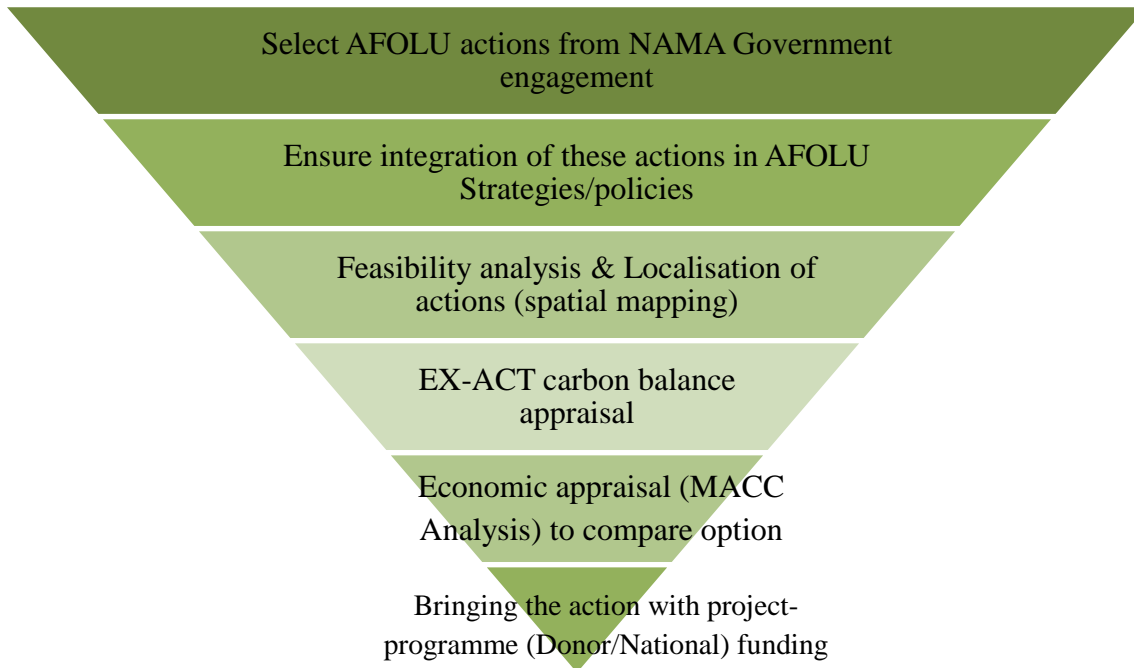 Select AFOLU actions from NAMA Government
engagement
Ensure integration of these actions in AFOLU
Strategies/policies
Feasibility analysis & Localisation of
actions (spatial mapping)
EX-ACT carbon balance
appraisal
Economic appraisal (MACC
Analysis) to compare option
Bringing the action with project-
programme (Donor/National) funding